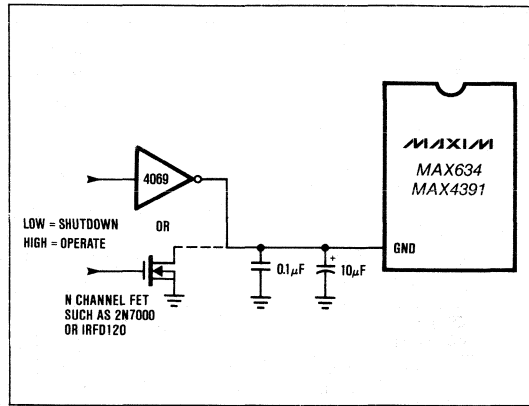 MAXIM
MAX634
MAX4391
4069
OR
LOW = SHUTDOWN
HIGH = OPERATE
GND
0.1µF
+
10µF
N CHANNEL FET
SUCH AS 2N7000
OR IRFD120